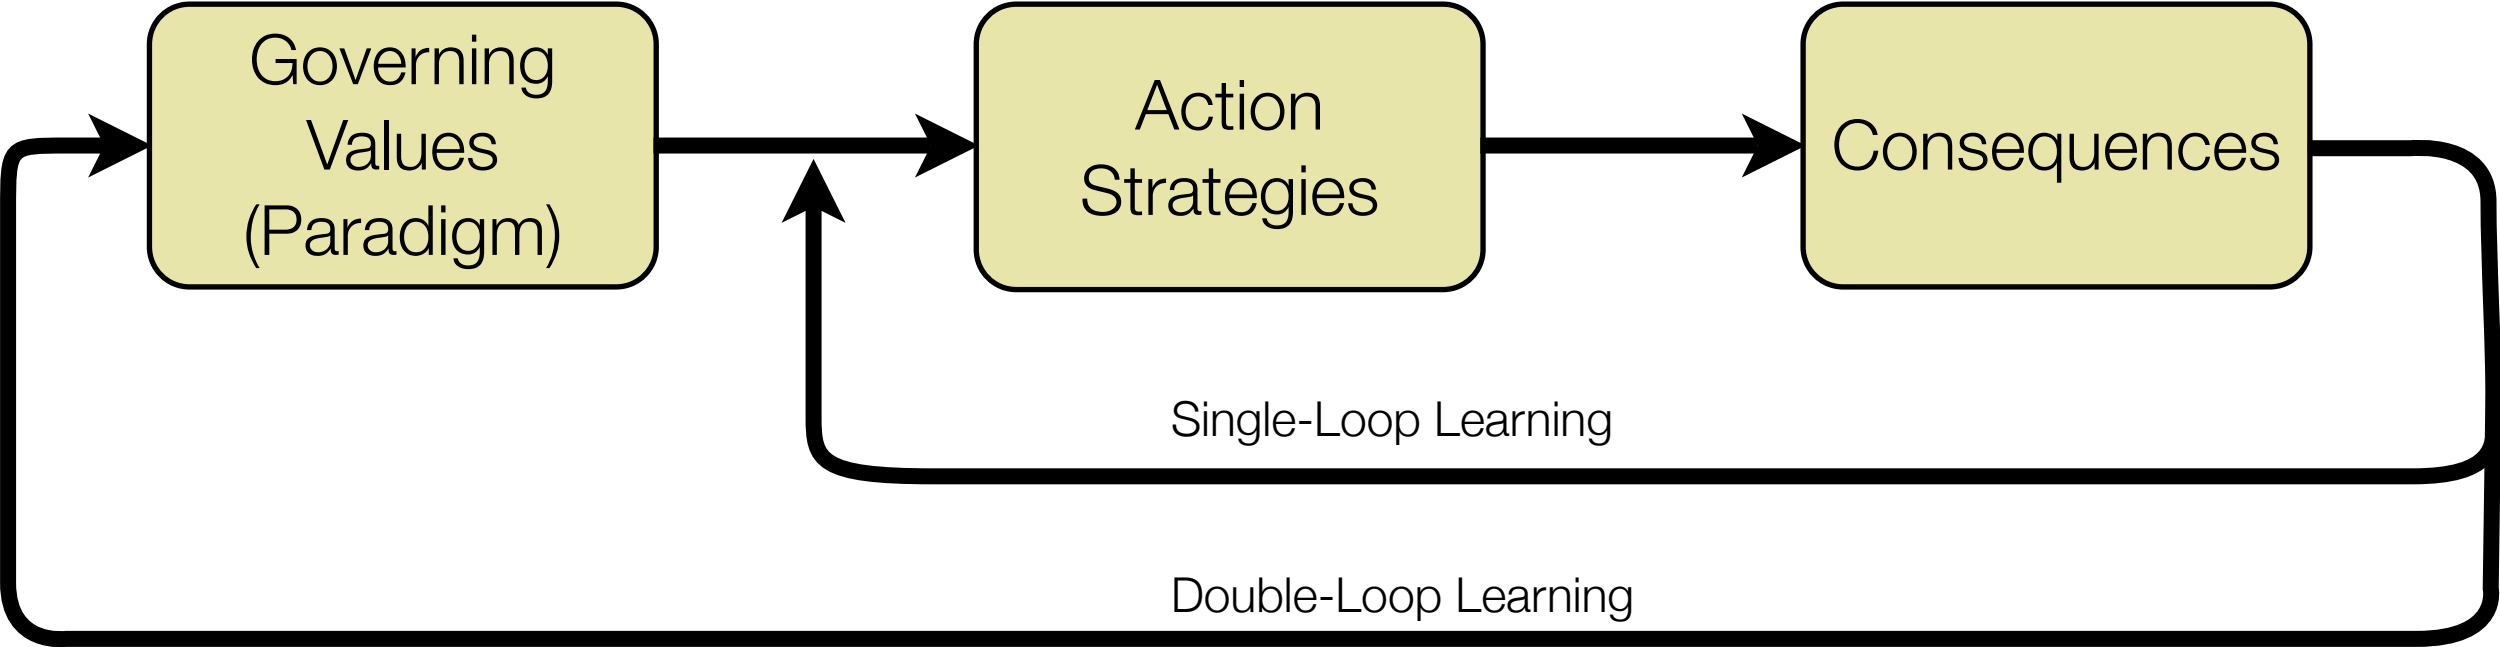 Governing
Values
(Paradigm)
Action
Strategies
Consequences
Single-Loop Learning
Double-Loop Learning